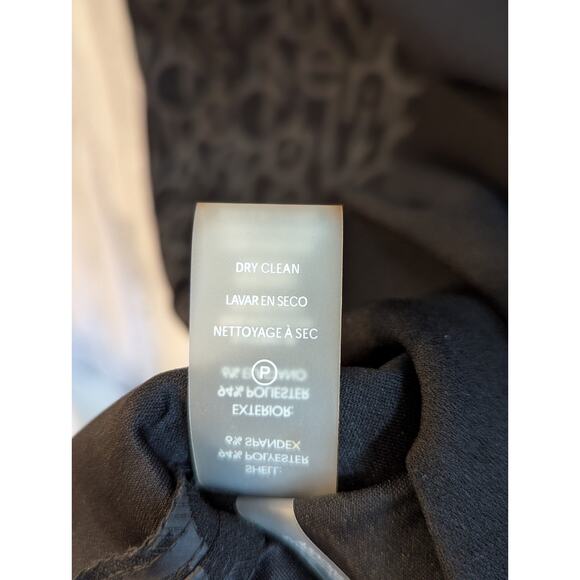 DRY CLEAN
LAVAR EN SECO
NETTOYAGE À SEC
P
94% POLIESTER
EXTERIOR:
6% SPANDEX
94% POLYESTER
SHELL: